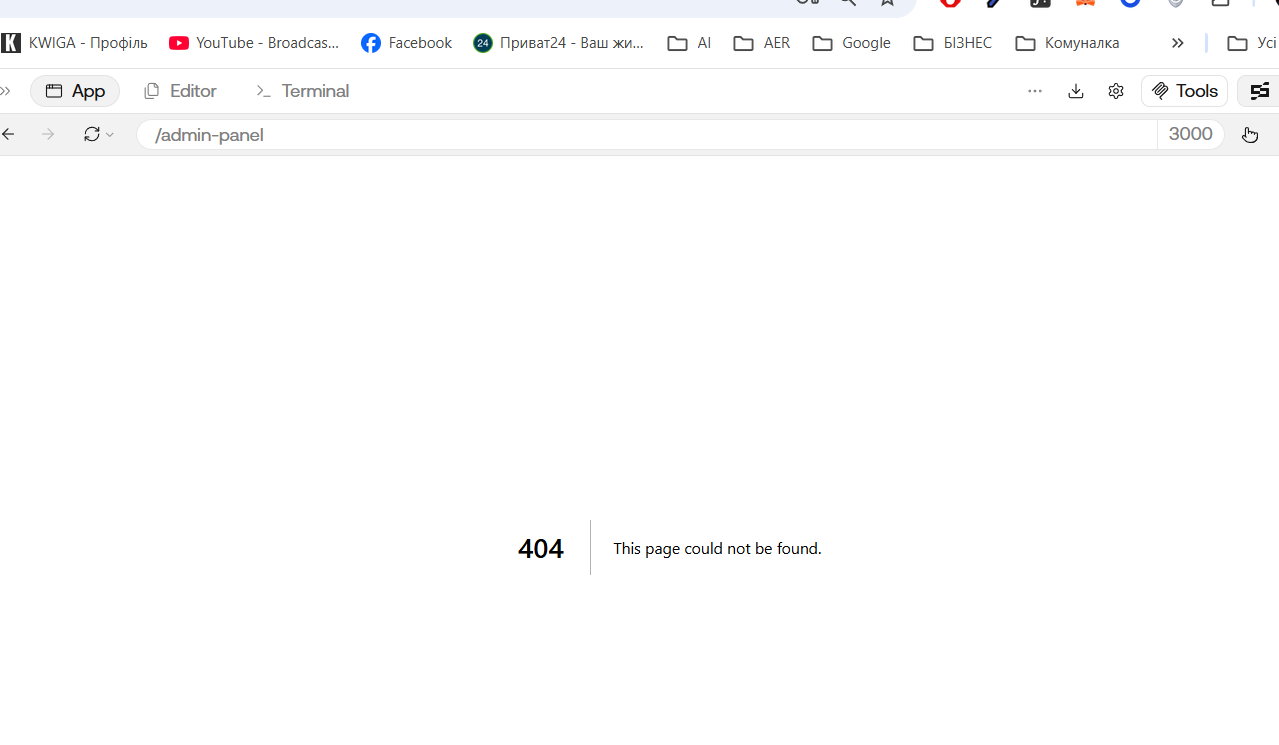 KWIGA - Профіль YouTube - Broadcas... Facebook 24 Приват24 - Ваш жи... AI AER Google БІЗНЕС Комуналка Усі
App Editor Terminal Tools
/admin-panel 3000
404 This page could not be found.